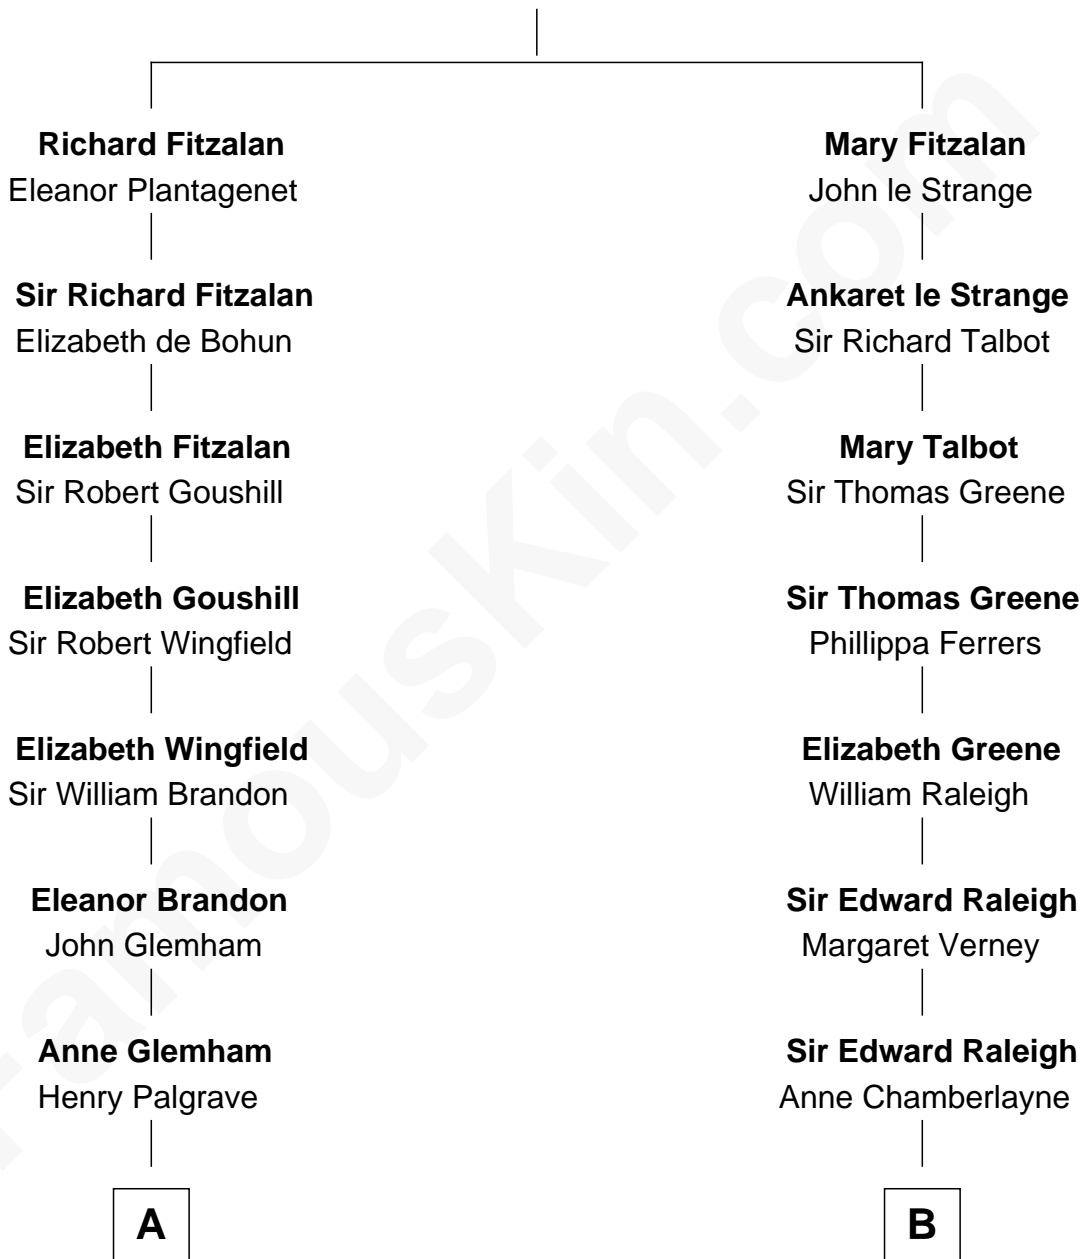 Richard Fitzalan
Eleanor Plantagenet
Sir Richard Fitzalan
Elizabeth de Bohun
Elizabeth Fitzalan
Sir Robert Goushill
Elizabeth Goushill
Sir Robert Wingfield
Elizabeth Wingfield
Sir William Brandon
Eleanor Brandon
John Glemham
Anne Glemham
Henry Palgrave
A
Mary Fitzalan
John le Strange
Ankaret le Strange
Sir Richard Talbot
Mary Talbot
Sir Thomas Greene
Sir Thomas Greene
Phillippa Ferrers
Elizabeth Greene
William Raleigh
Sir Edward Raleigh
Margaret Verney
Sir Edward Raleigh
Anne Chamberlayne
B
FamousKin.com